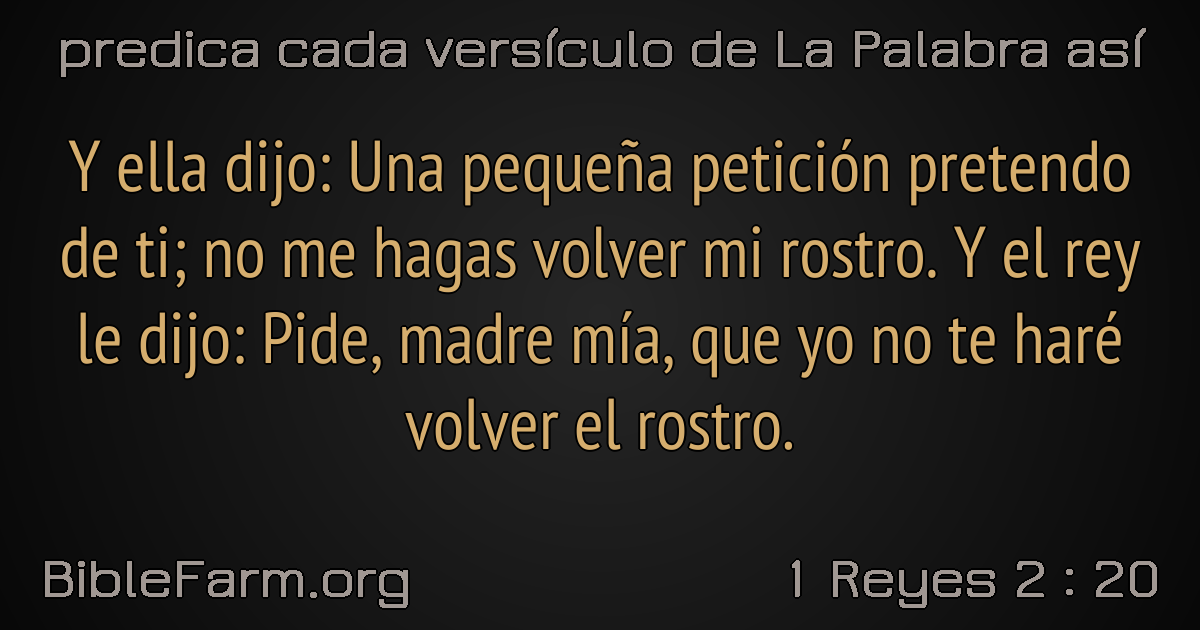 predica cada versículo de La Palabra así
Y ella dijo: Una pequeña petición pretendo
de ti; no me hagas volver mi rostro. Y el rey
le dijo: Pide, madre mía, que yo no te haré
volver el rostro.
BibleFarm.org
1 Reyes 2 : 20